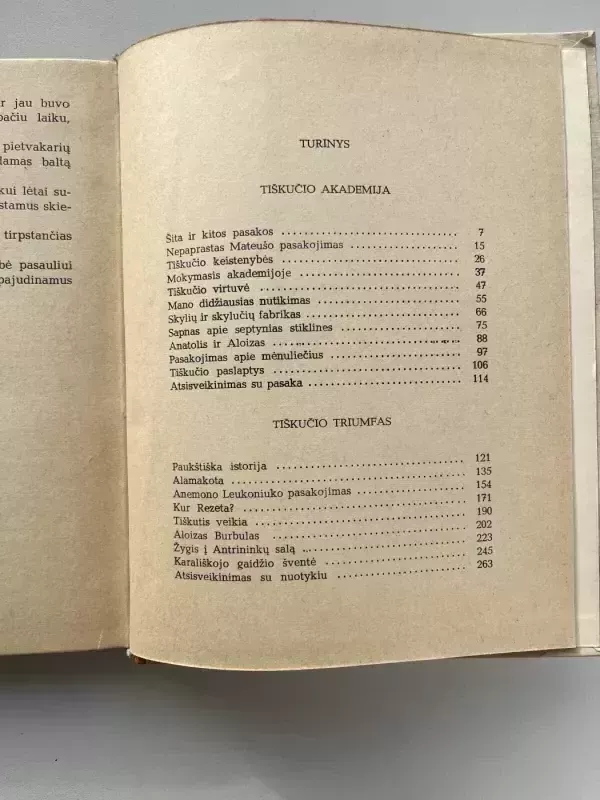 r jau buvo
pačiu laiku,
pietvakarių
damas baltą
kui lėtai su-
stamus skie-
tirpstančias
bė pasauliui
pajudinamus
TURINYS
TIŠKUČIO AKADEMIJA
Šita ir kitos pasakos 7
Nepaprastas Mateušo pasakojimas 15
Tiškučio keistenybės 26
Mokymasis akademijoje 37
Tiškučio virtuvė 47
Mano didžiausias nutikimas 55
Skylių ir skylučių fabrikas 66
Sapnas apie septynias stiklines 75
Anatolis ir Aloizas 88
Pasakojimas apie mėnuliečius 97
Tiškučio paslaptys 106
Atsisveikinimas su pasaka 114
TIŠKUČIO TRIUMFAS
Paukštiška istorija 121
Alamakota 135
Anemono Leukoniuko pasakojimas 154
Kur Rezeta? 171
Tiškutis veikia 190
Aloizas Burbulas 202
Žygis į Antrininkų salą 223
Karališkojo gaidžio šventė 245
Atsisveikinimas su nuotykiu 263